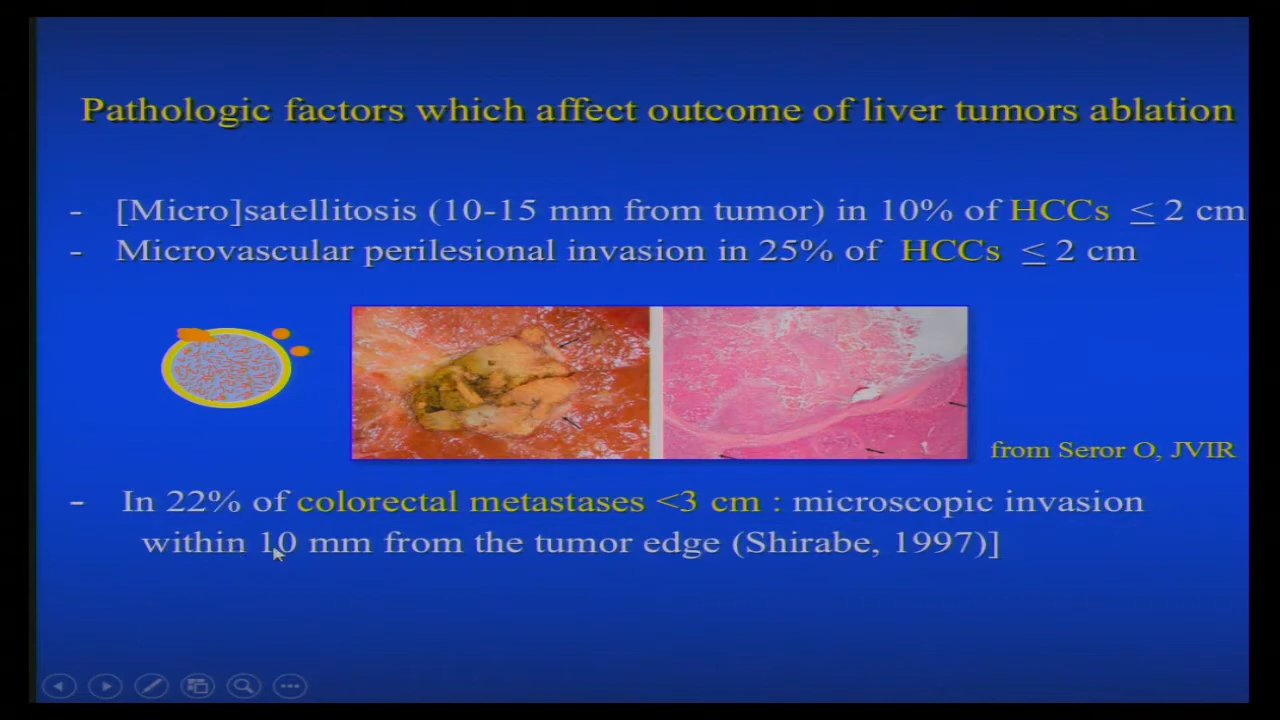 Pathologic factors which affect outcome of liver tumors ablation
- [Micro]satellitosis (10-15 mm from tumor) in 10% of HCCs ≤ 2 cm
- Microvascular perilesional invasion in 25% of HCCs ≤ 2 cm
from Seror O, JVIR
- In 22% of colorectal metastases <3 cm : microscopic invasion
within 10 mm from the tumor edge (Shirabe, 1997)]